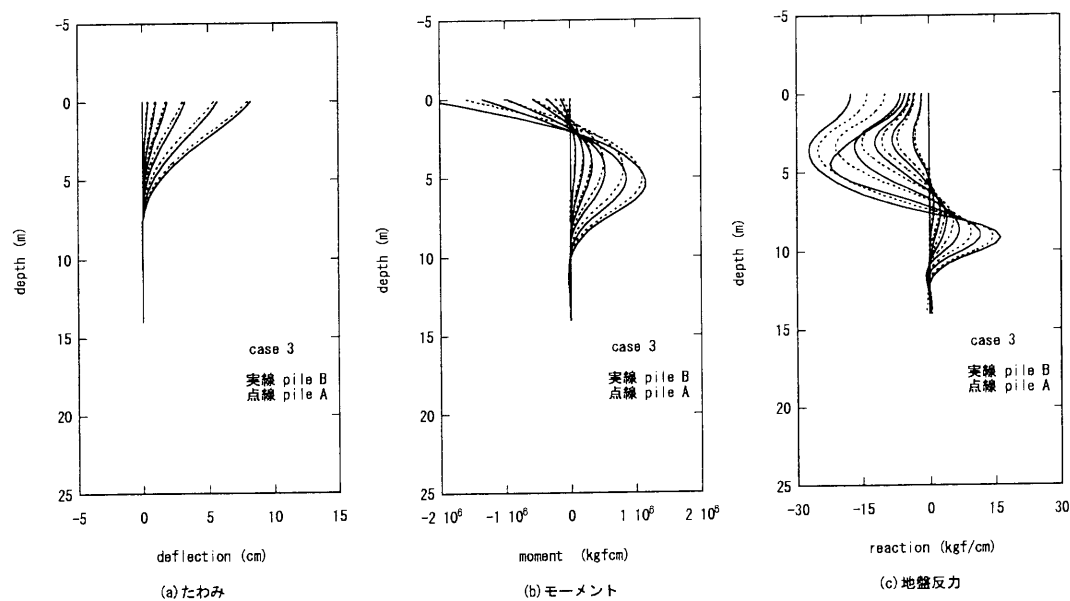 -5
0
5
10
15
20
25
depth (m)
-5 0 5 10 15
deflection (cm)
case 3
実線 pile B
点線 pile A
(a)たわみ
-5
0
5
10
15
20
25
depth (m)
-2 10⁶ -1 10⁶ 0 1 10⁶ 2 10⁶
moment (kgfcm)
case 3
実線 pile B
点線 pile A
(b)モーメント
-5
0
5
10
15
20
25
depth (m)
-30 -15 0 15 30
reaction (kgf/cm)
case 3
実線 pile B
点線 pile A
(c)地盤反力